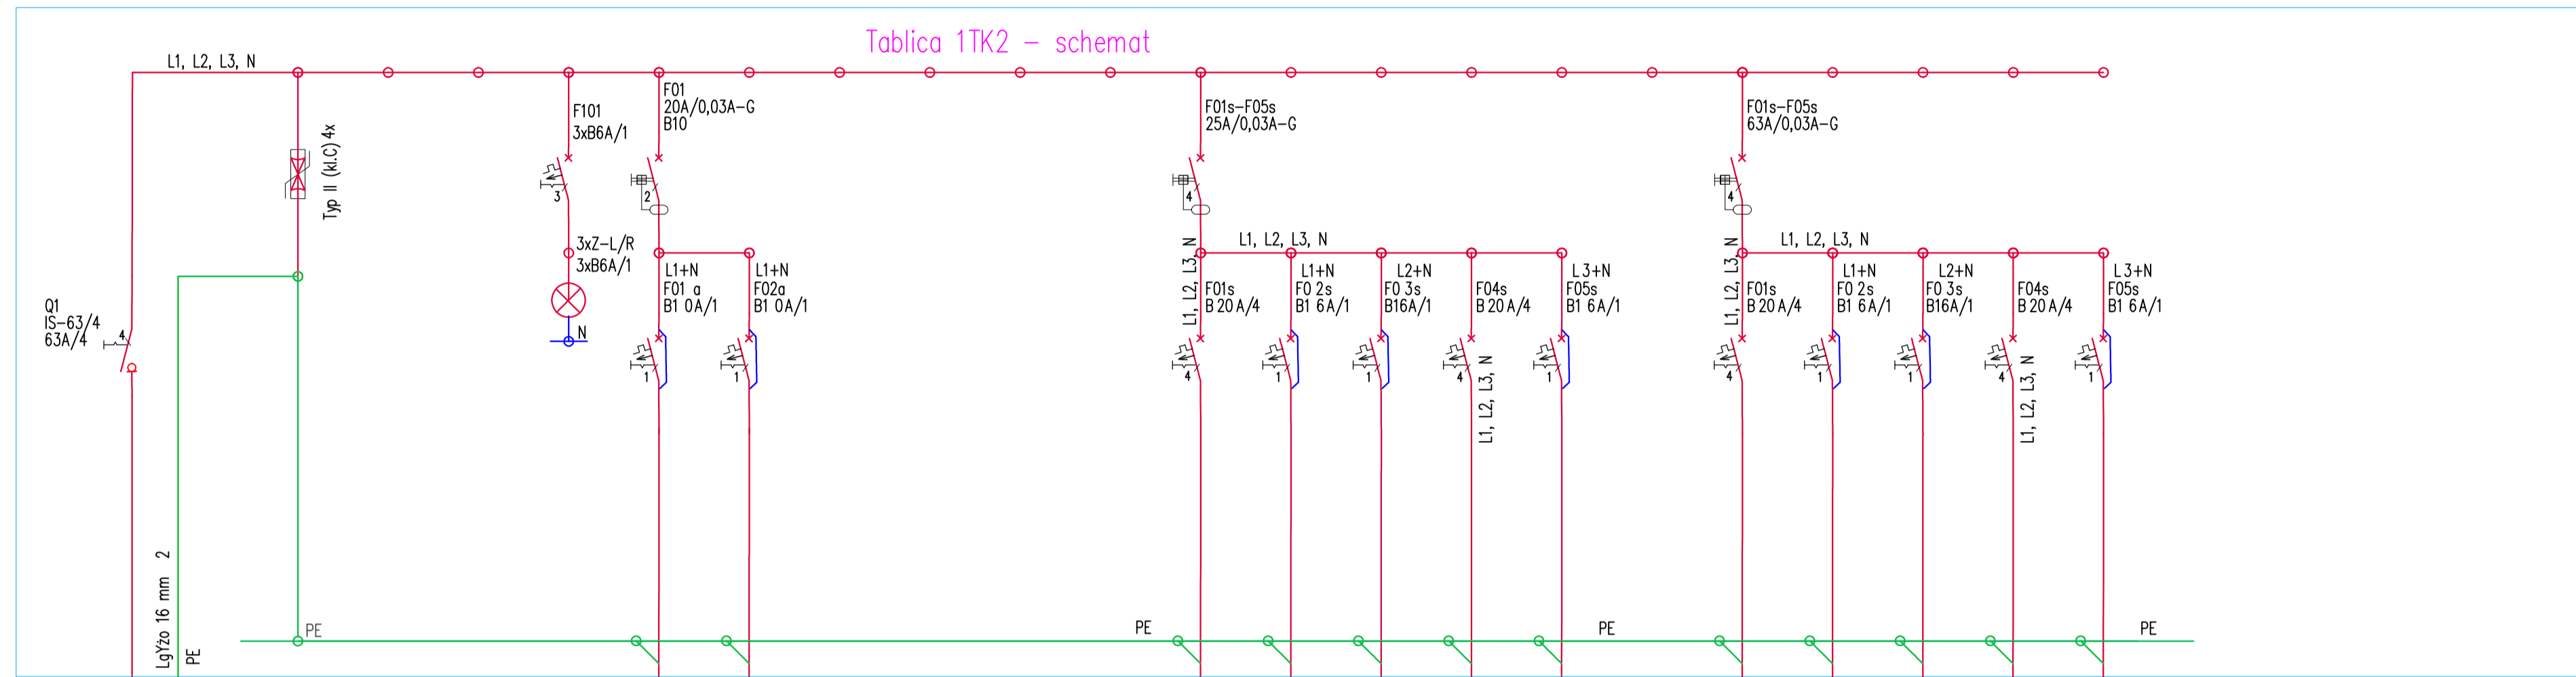 Tablica 1TK2 – schemat
L1, L2, L3, N
Q1
IS-63/4
63A/4
4
LgYżo 16 mm 2
PE
Typ II (kl.C) 4x
PE
F101
3xB6A/1
3
3xZ-L/R
3xB6A/1
N
F01
20A/0,03A-G
B10
2
L1+N
F01 a
B1 0A/1
1
L1+N
F02a
B1 0A/1
1
F01s-F05s
25A/0,03A-G
4
L1, L2, L3, N
L1, L2, L3, N
F01s
B 20 A/4
4
L1+N
F0 2s
B1 6A/1
1
L2+N
F0 3s
B16A/1
1
F04s
B 20 A/4
4
L1, L2, L3, N
L 3+N
F05s
B1 6A/1
1
PE
PE
F01s-F05s
63A/0,03A-G
4
L1, L2, L3, N
L1, L2, L3, N
F01s
B 20 A/4
4
L1+N
F0 2s
B1 6A/1
1
L2+N
F0 3s
B16A/1
1
F04s
B 20 A/4
4
L1, L2, L3, N
L 3+N
F05s
B1 6A/1
1
PE